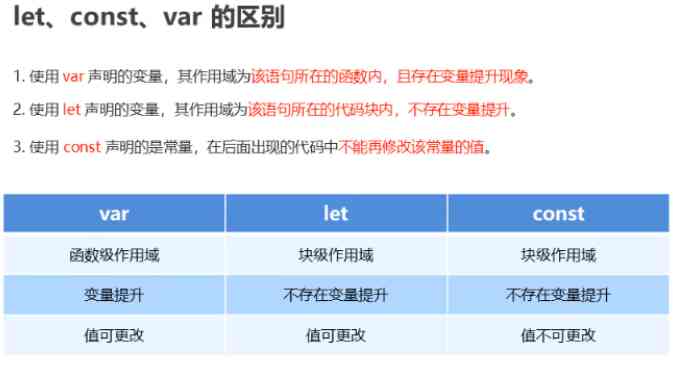 let、const、var 的区别
1. 使用 var 声明的变量，其作用域为该语句所在的函数内，且存在变量提升现象。
2. 使用 let 声明的变量，其作用域为该语句所在的代码块内，不存在变量提升。
3. 使用 const 声明的是常量，在后面出现的代码中不能再修改该常量的值。
var let const
函数级作用域 块级作用域 块级作用域
变量提升 不存在变量提升 不存在变量提升
值可更改 值可更改 值不可更改